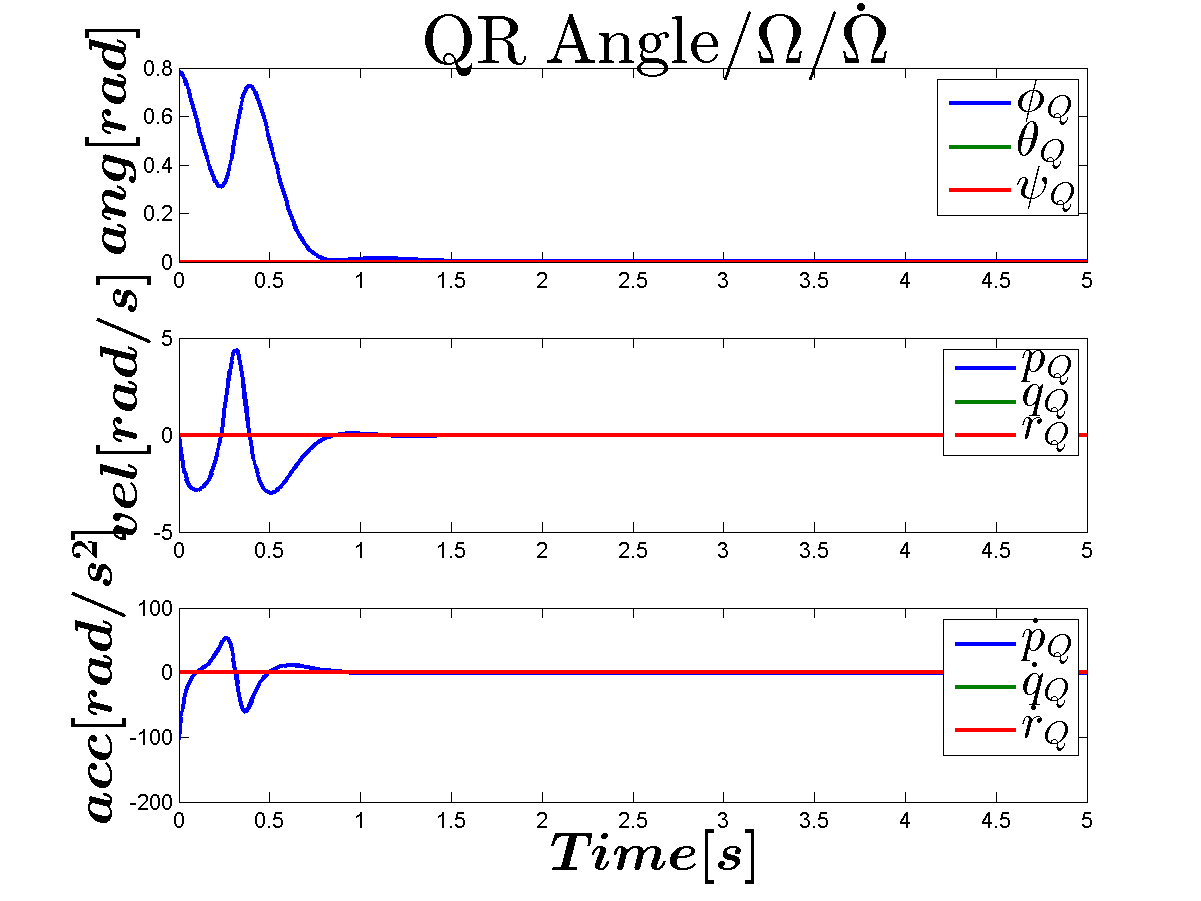 QR Angle/Ω/Ω̇
ang[rad]
0.8
0.6
0.4
0.2
0
0 0.5 1 1.5 2 2.5 3 3.5 4 4.5 5
ϕ_Q
θ_Q
ψ_Q
vel[rad/s]
5
0
-5
0 0.5 1 1.5 2 2.5 3 3.5 4 4.5 5
p_Q
q_Q
r_Q
acc[rad/s²]
100
0
-100
-200
0 0.5 1 1.5 2 2.5 3 3.5 4 4.5 5
ṗ_Q
q̇_Q
ṙ_Q
Time[s]